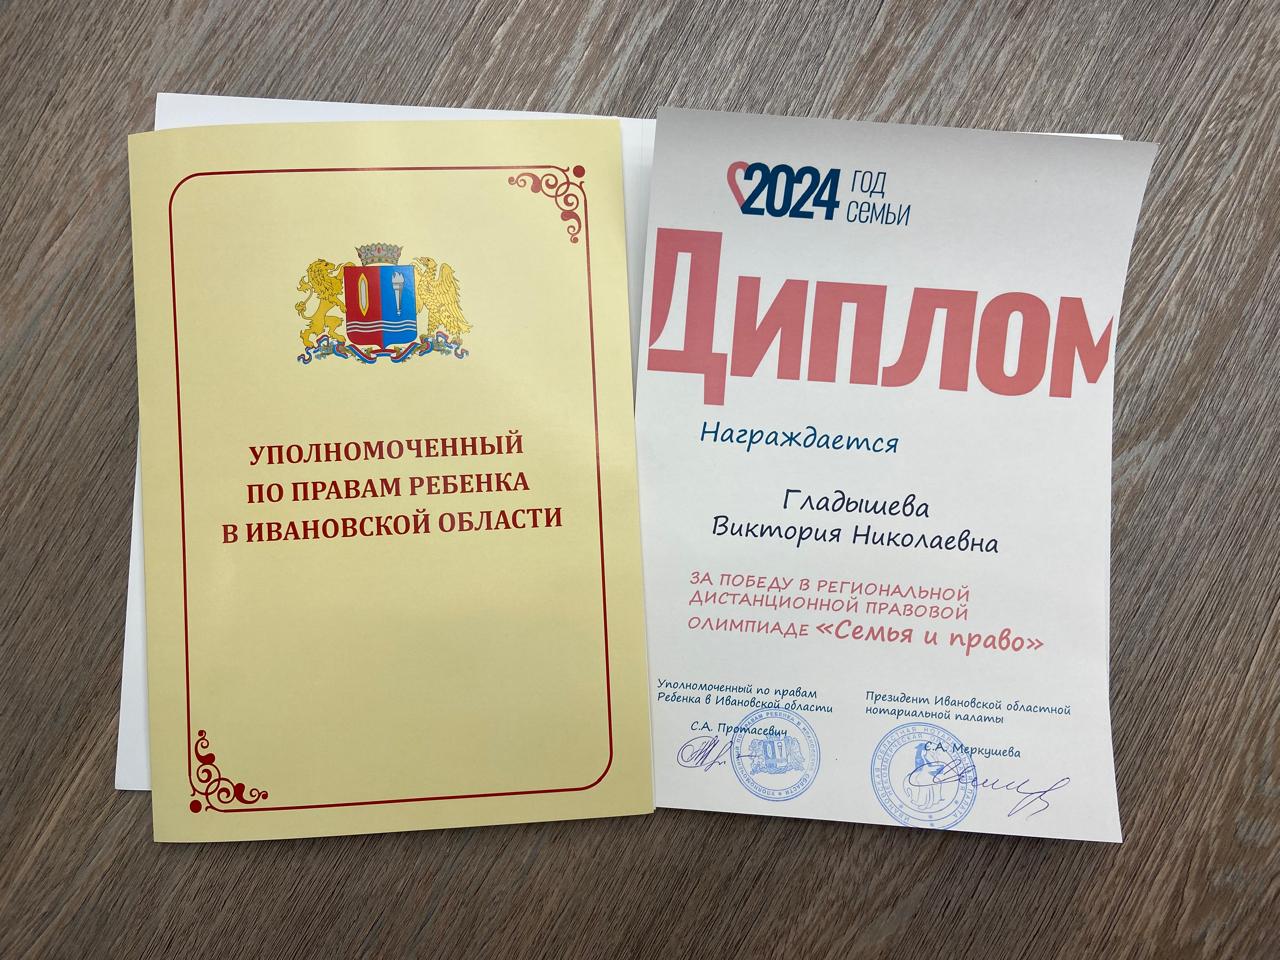 УПОЛНОМОЧЕННЫЙ
ПО ПРАВАМ РЕБЕНКА
В ИВАНОВСКОЙ ОБЛАСТИ
2024 ГОД
СЕМЬИ
ДИПЛОМ
Награждается
Гладышева
Виктория Николаевна
ЗА ПОБЕДУ В РЕГИОНАЛЬНОЙ
ДИСТАНЦИОННОЙ ПРАВОВОЙ
ОЛИМПИАДЕ «Семья и право»
Уполномоченный по правам
Ребенка в Ивановской области
С.А. Протасевич
Президент Ивановской областной
нотариальной палаты
С.А. Меркушева